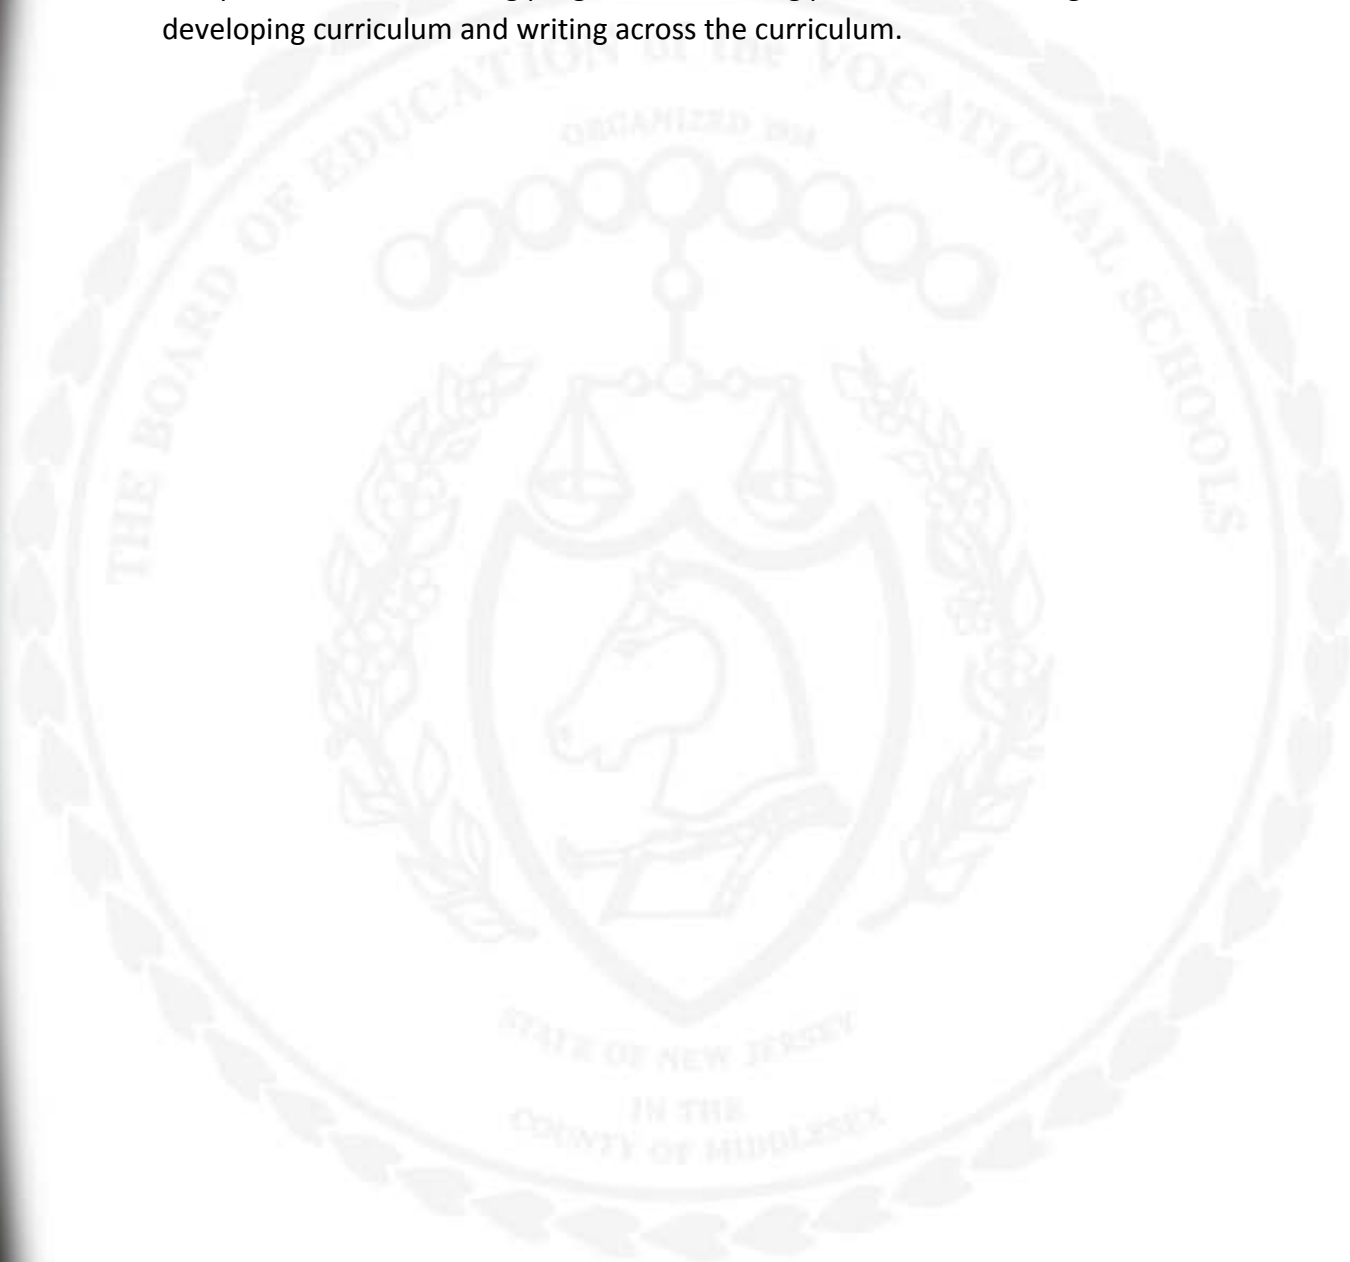 developing curriculum and writing across the curriculum.
THE BOARD OF EDUCATION of the VOCATIONAL SCHOOLS
ORGANIZED
STATE OF NEW JERSEY
IN THE
COUNTY OF MIDDLESEX